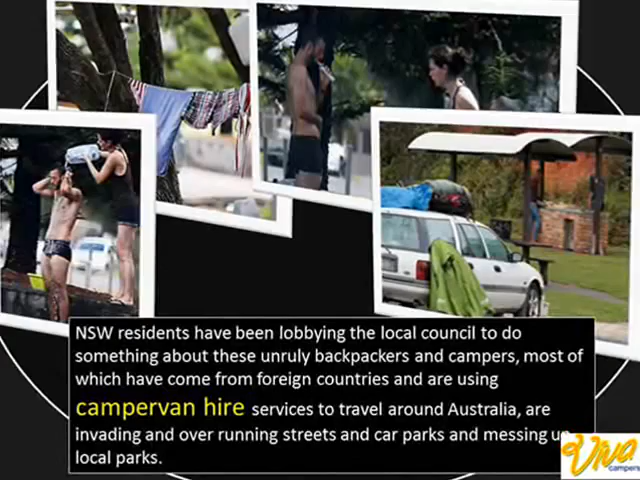 NSW residents have been lobbying the local council to do
something about these unruly backpackers and campers, most of
which have come from foreign countries and are using
campervan hire services to travel around Australia, are
invading and over running streets and car parks and messing up
local parks.
Viva
campers